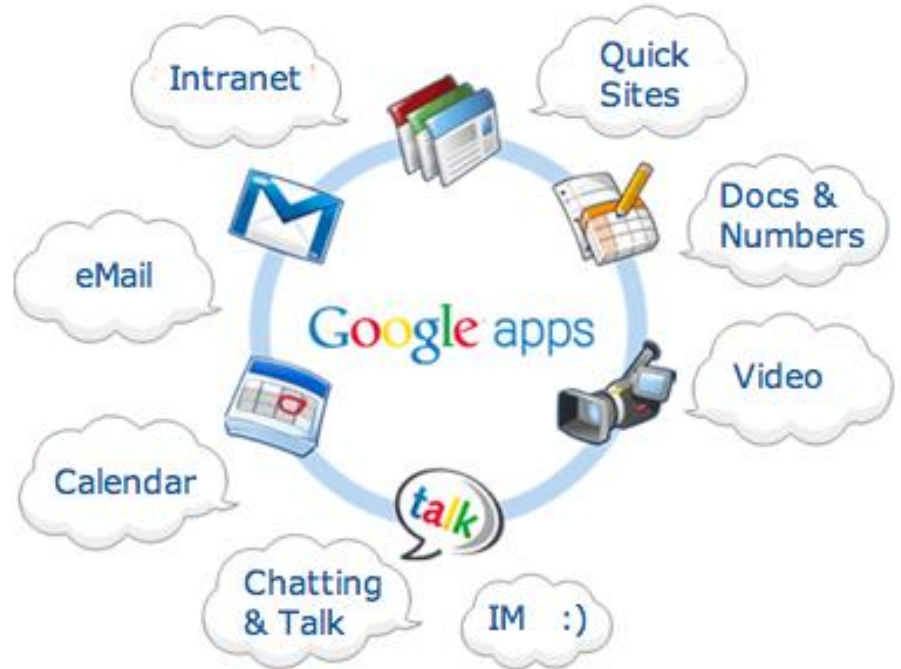 Intranet
Quick
Sites
Docs &
Numbers
eMail
Google apps
Video
Calendar
talk
Chatting
& Talk
IM :)